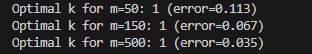 Optimal k for m=50: 1 (error=0.113)
Optimal k for m=150: 1 (error=0.067)
Optimal k for m=500: 1 (error=0.035)